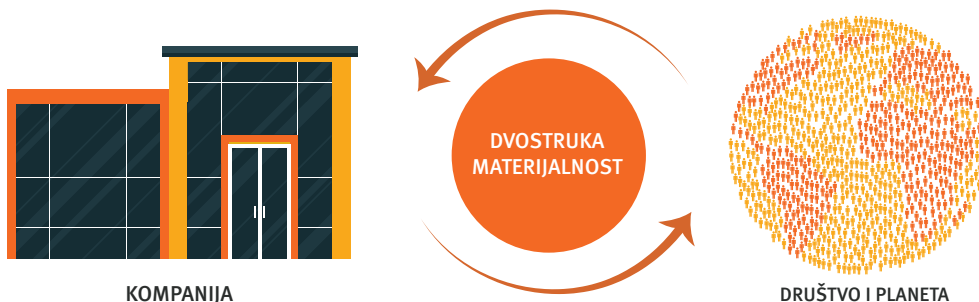 DVOSTRUKA
MATERIJALNOST
KOMPANIJA
DRUŠTVO I PLANETA